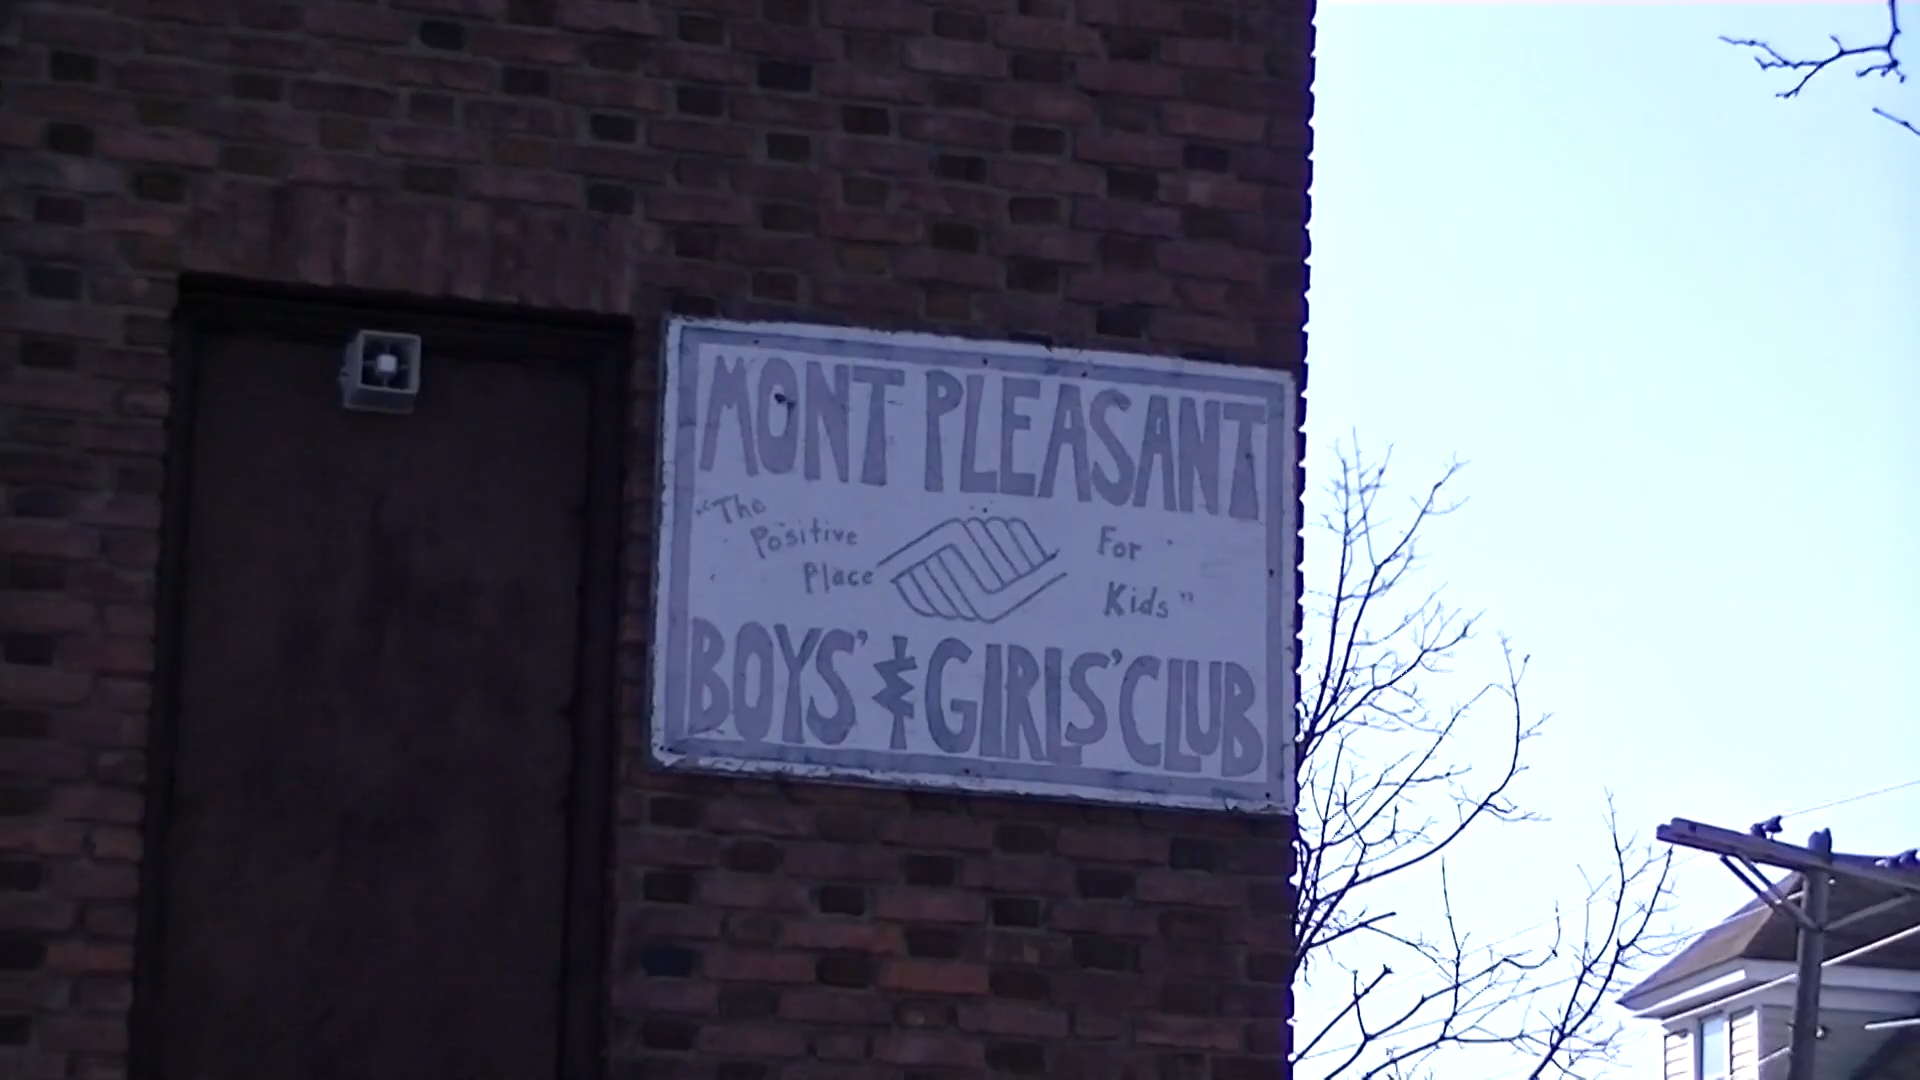 MONT PLEASANT
"The
Positive
Place
For
Kids"
BOYS' & GIRLS' CLUB